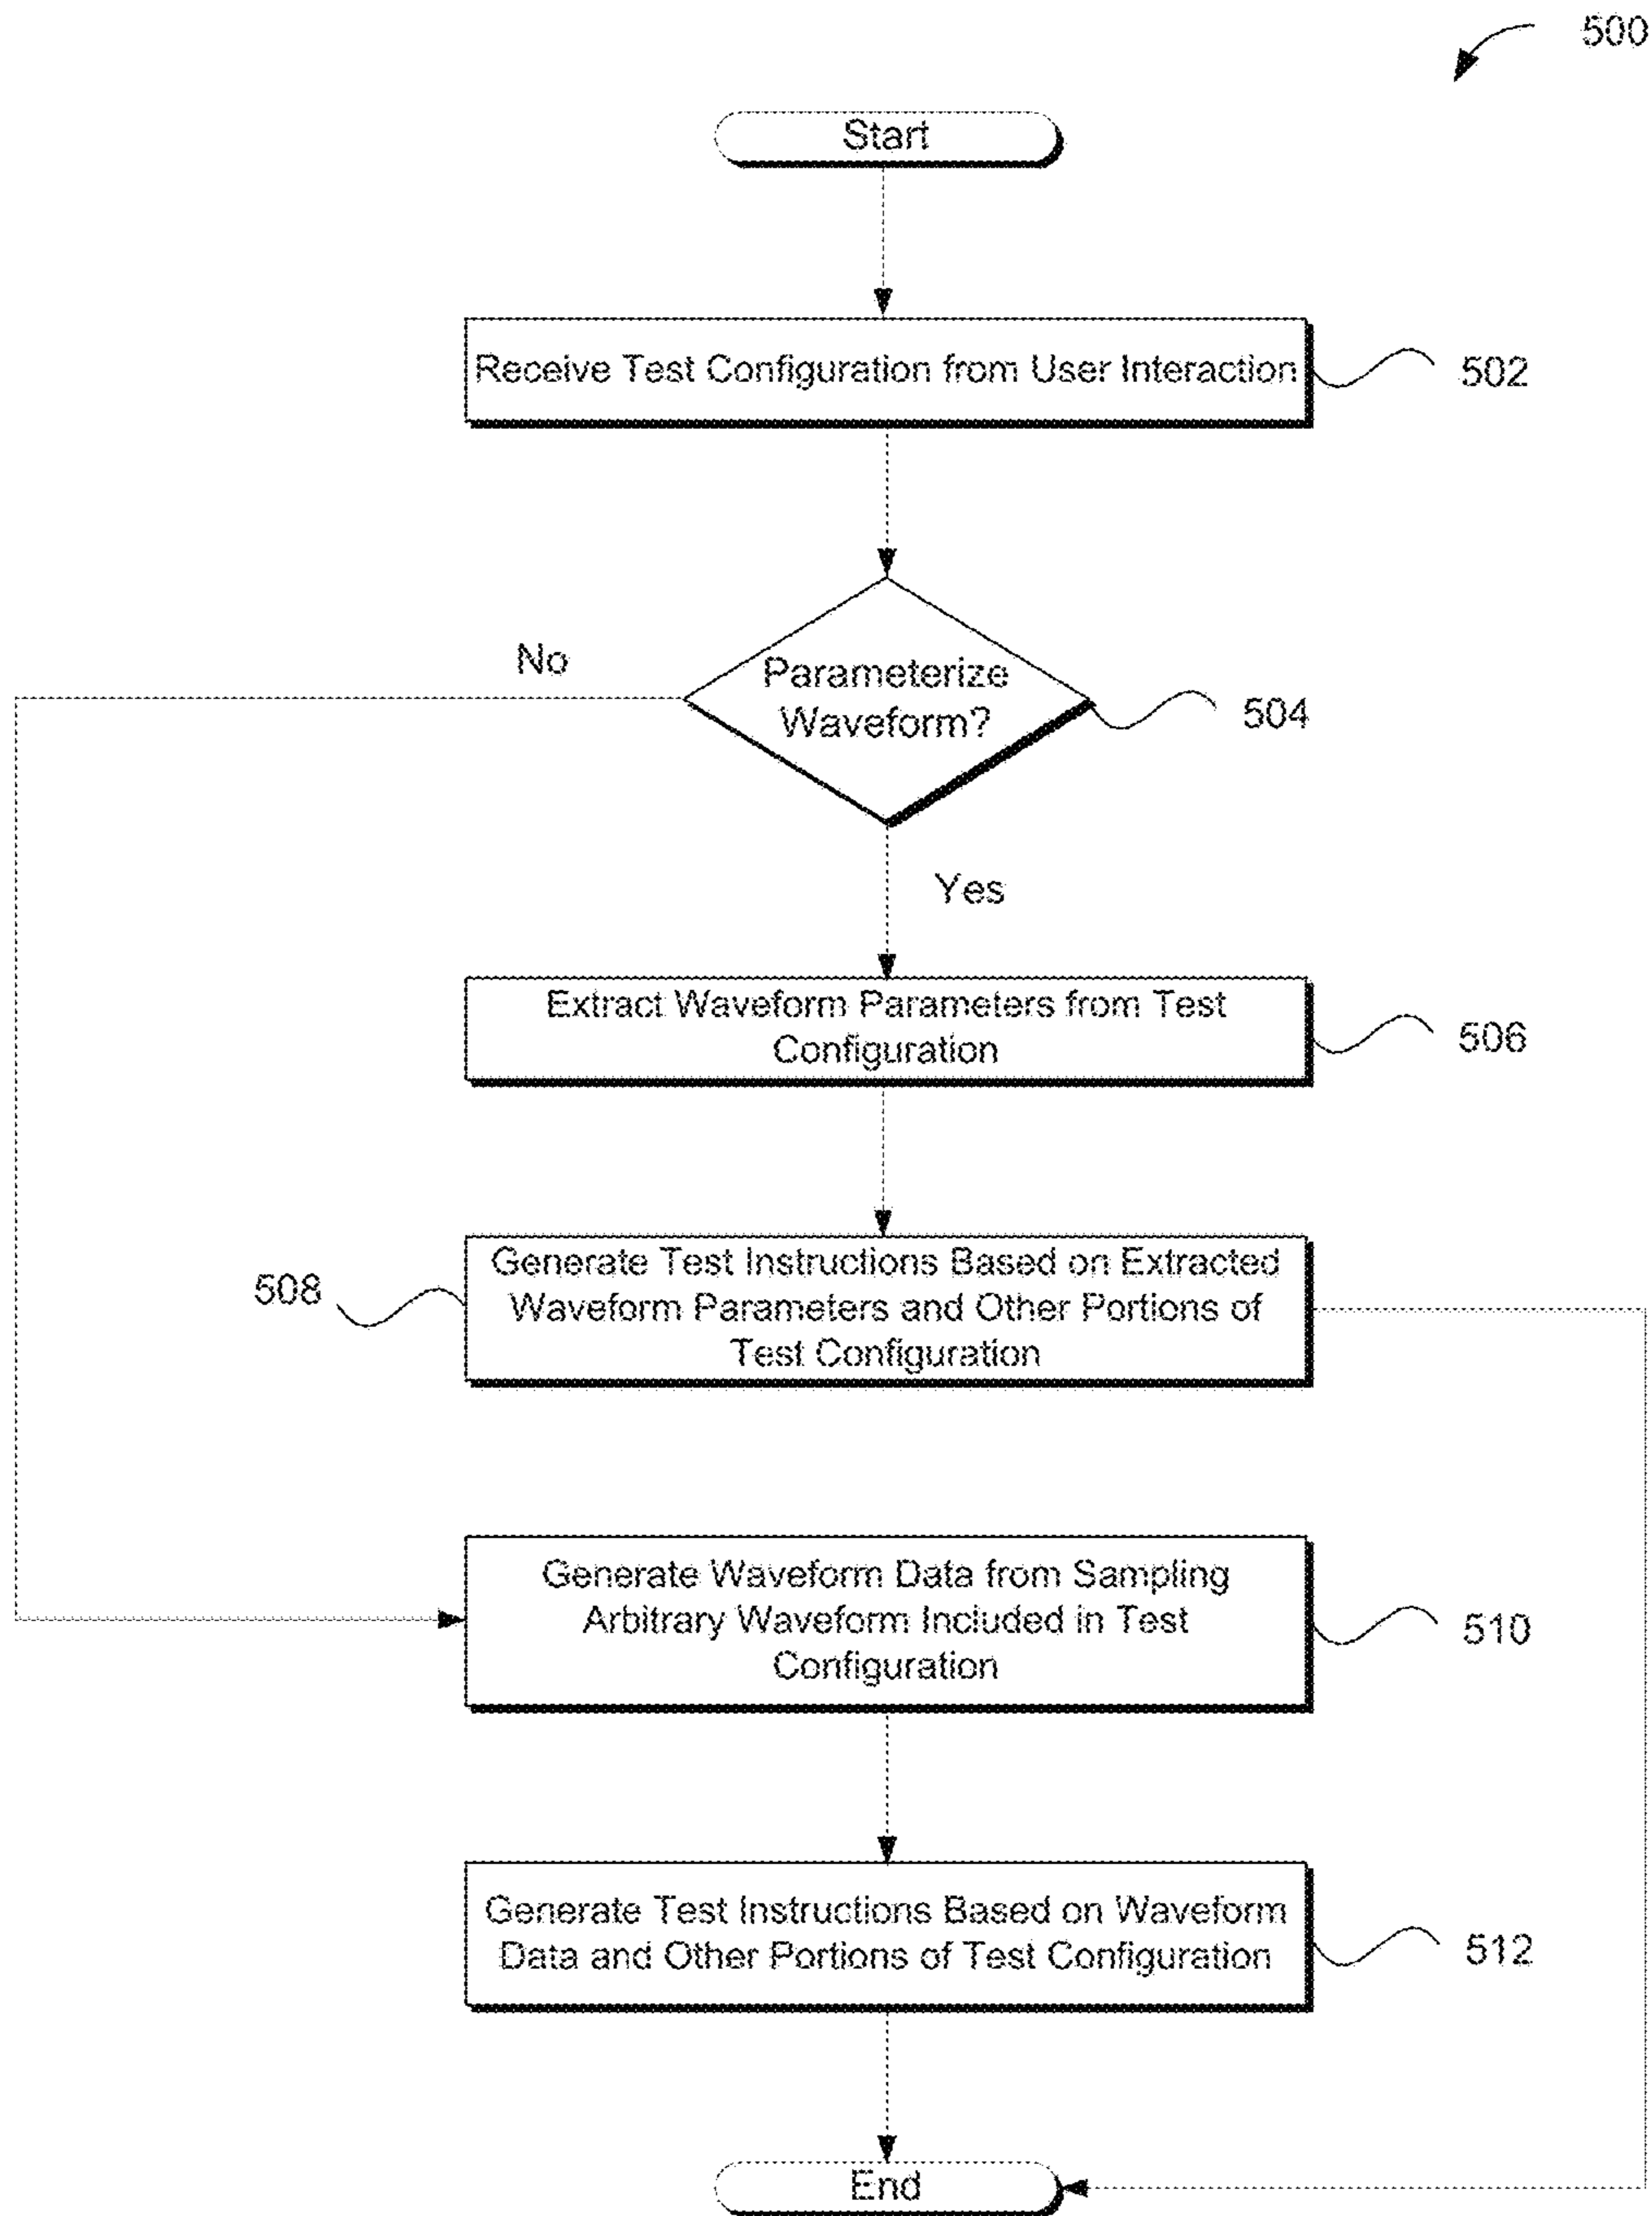 500
Start
Receive Test Configuration from User Interaction
502
No
Parameterize
Waveform?
504
Yes
Extract Waveform Parameters from Test
Configuration
506
508
Generate Test Instructions Based on Extracted
Waveform Parameters and Other Portions of
Test Configuration
Generate Waveform Data from Sampling
Arbitrary Waveform Included in Test
Configuration
510
Generate Test Instructions Based on Waveform
Data and Other Portions of Test Configuration
512
End